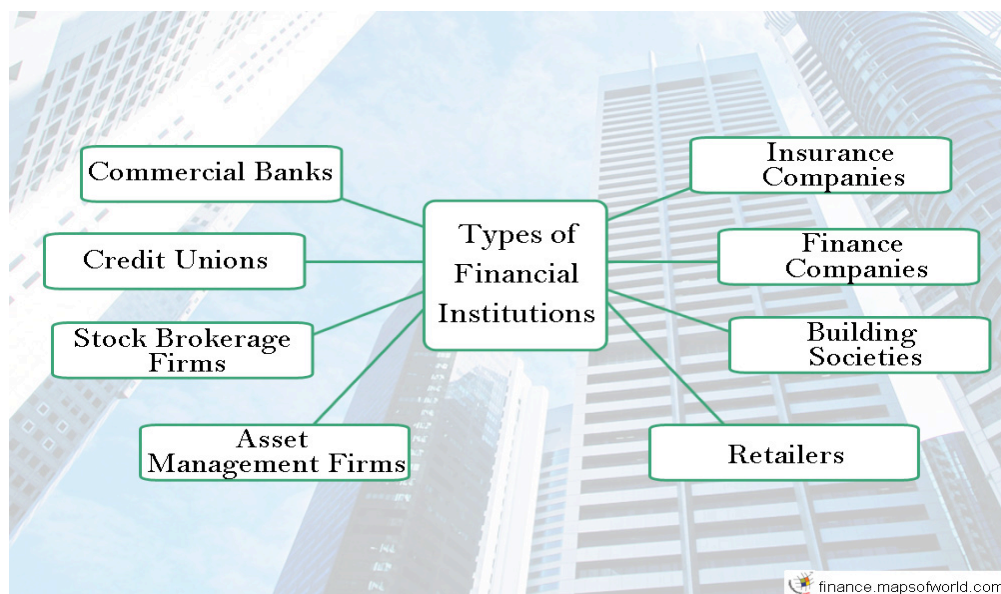 Commercial Banks
Credit Unions
Stock Brokerage
Firms
Asset
Management Firms
Types of
Financial
Institutions
Insurance
Companies
Finance
Companies
Building
Societies
Retailers
finance.mapsofworld.com